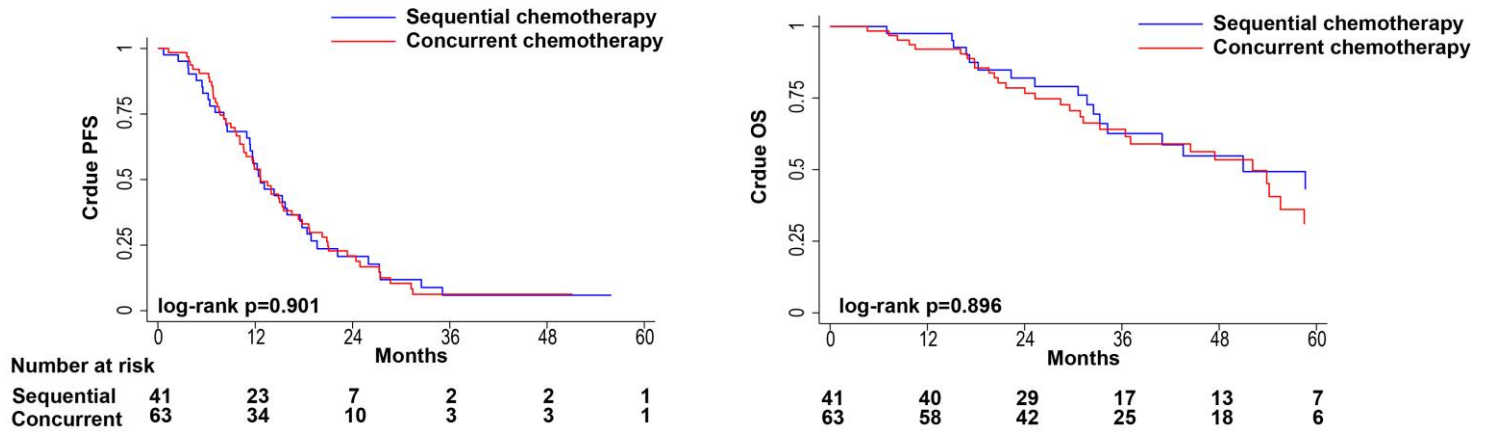 Sequential chemotherapy
Concurrent chemotherapy
Crdue PFS
1
0.75
0.5
0.25
0
log-rank p=0.901
0 12 24 36 48 60
Months
Number at risk
Sequential 41 23 7 2 2 1
Concurrent 63 34 10 3 3 1
Sequential chemotherapy
Concurrent chemotherapy
Crdue OS
1
0.75
0.5
0.25
0
log-rank p=0.896
0 12 24 36 48 60
Months
41 40 29 17 13 7
63 58 42 25 18 6